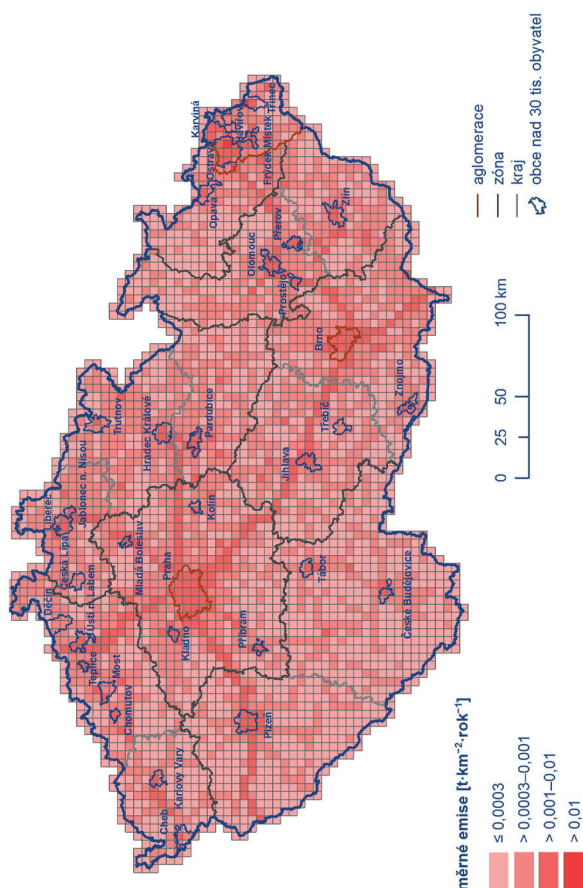 Děčín
Liberec
Jablonec n. Nisou
Česká Lípa
Ústí n. Labem
Teplice
Most
Chomutov
Trutnov
Mladá Boleslav
Hradec Králové
Cheb
Karlovy Vary
Kladno
Praha
Kolín
Pardubice
Plzeň
Příbram
Tábor
České Budějovice
Jihlava
Třebíč
Znojmo
Brno
Prostějov
Olomouc
Přerov
Zlín
Opava
Ostrava
Karviná
Havířov
Frýdek Místek
Třinec
měrné emise [t·km⁻²·rok⁻¹]
≤ 0,0003
> 0,0003–0,001
> 0,001–0,01
> 0,01
0 25 50 100 km
aglomerace
zóna
kraj
obce nad 30 tis. obyvatel